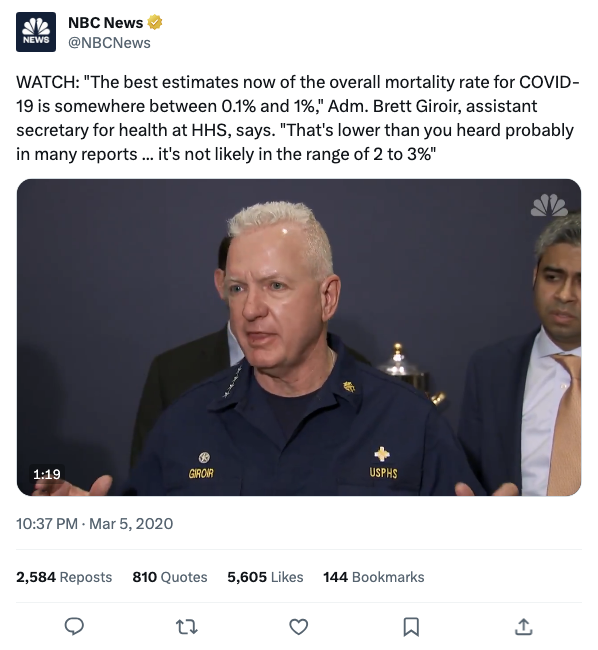 NEWS
NBC News
@NBCNews
WATCH: "The best estimates now of the overall mortality rate for COVID-
19 is somewhere between 0.1% and 1%," Adm. Brett Giroir, assistant
secretary for health at HHS, says. "That's lower than you heard probably
in many reports ... it's not likely in the range of 2 to 3%"
GIROIR
USPHS
1:19
10:37 PM · Mar 5, 2020
2,584 Reposts 810 Quotes 5,605 Likes 144 Bookmarks